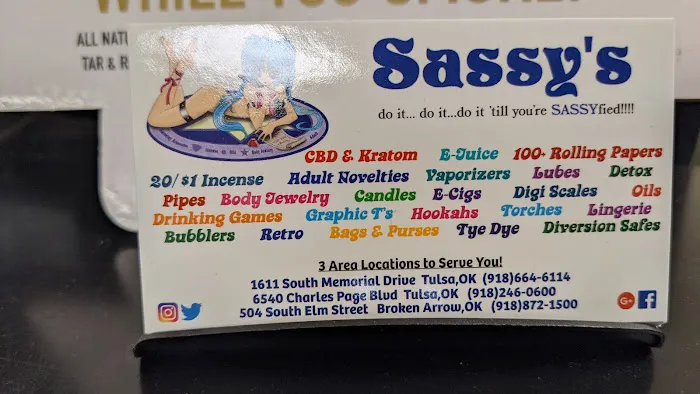 ALL NATU
TAR & R
Sassy's
do it... do it...do it 'till you're SASSYfied!!!!
CBD & Kratom E-Juice 100+ Rolling Papers
20/$1 Incense Adult Novelties Vaporizers Lubes Detox
Pipes Body Jewelry Candles E-Cigs Digi Scales Oils
Drinking Games Graphic T's Hookahs Torches Lingerie
Bubblers Retro Bags & Purses Tye Dye Diversion Safes
3 Area Locations to Serve You!
1611 South Memorial Drive Tulsa,OK (918)664-6114
6540 Charles Page Blvd Tulsa,OK (918)246-0600
504 South Elm Street Broken Arrow,OK (918)872-1500
G+ f